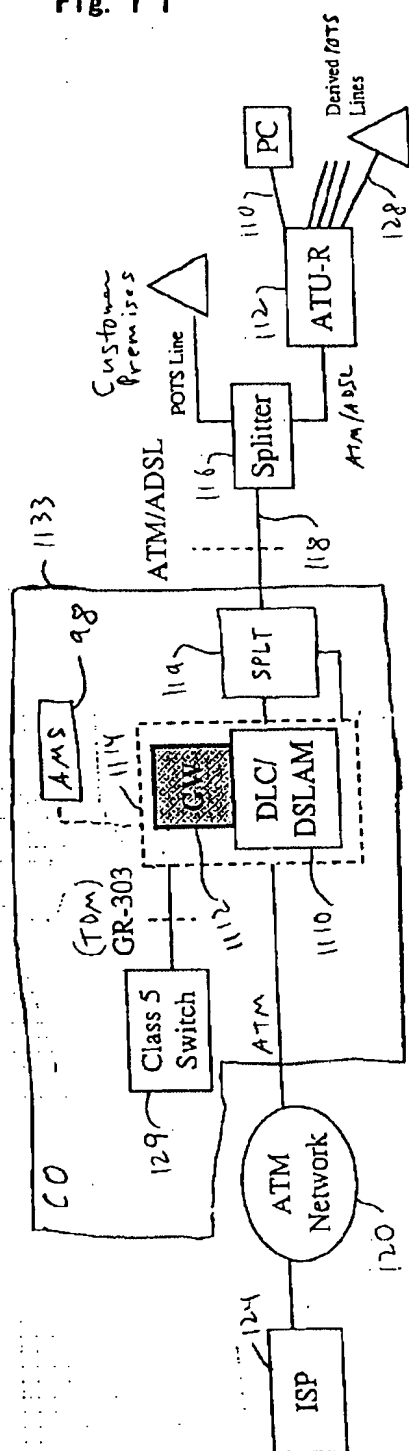 Fig. 1 1
CO
1133
AMS
98
Customer
Premises
(TDM)
GR-303
1114
ATM/ADSL
POTS Line
Class 5
Switch
129
GW
1112
DLC/
DSLAM
1110
119
SPLT
118
116
Splitter
112
ATU-R
110
PC
Derived POTS
Lines
128
ATM/ADSL
ATM
ATM
Network
120
124
ISP